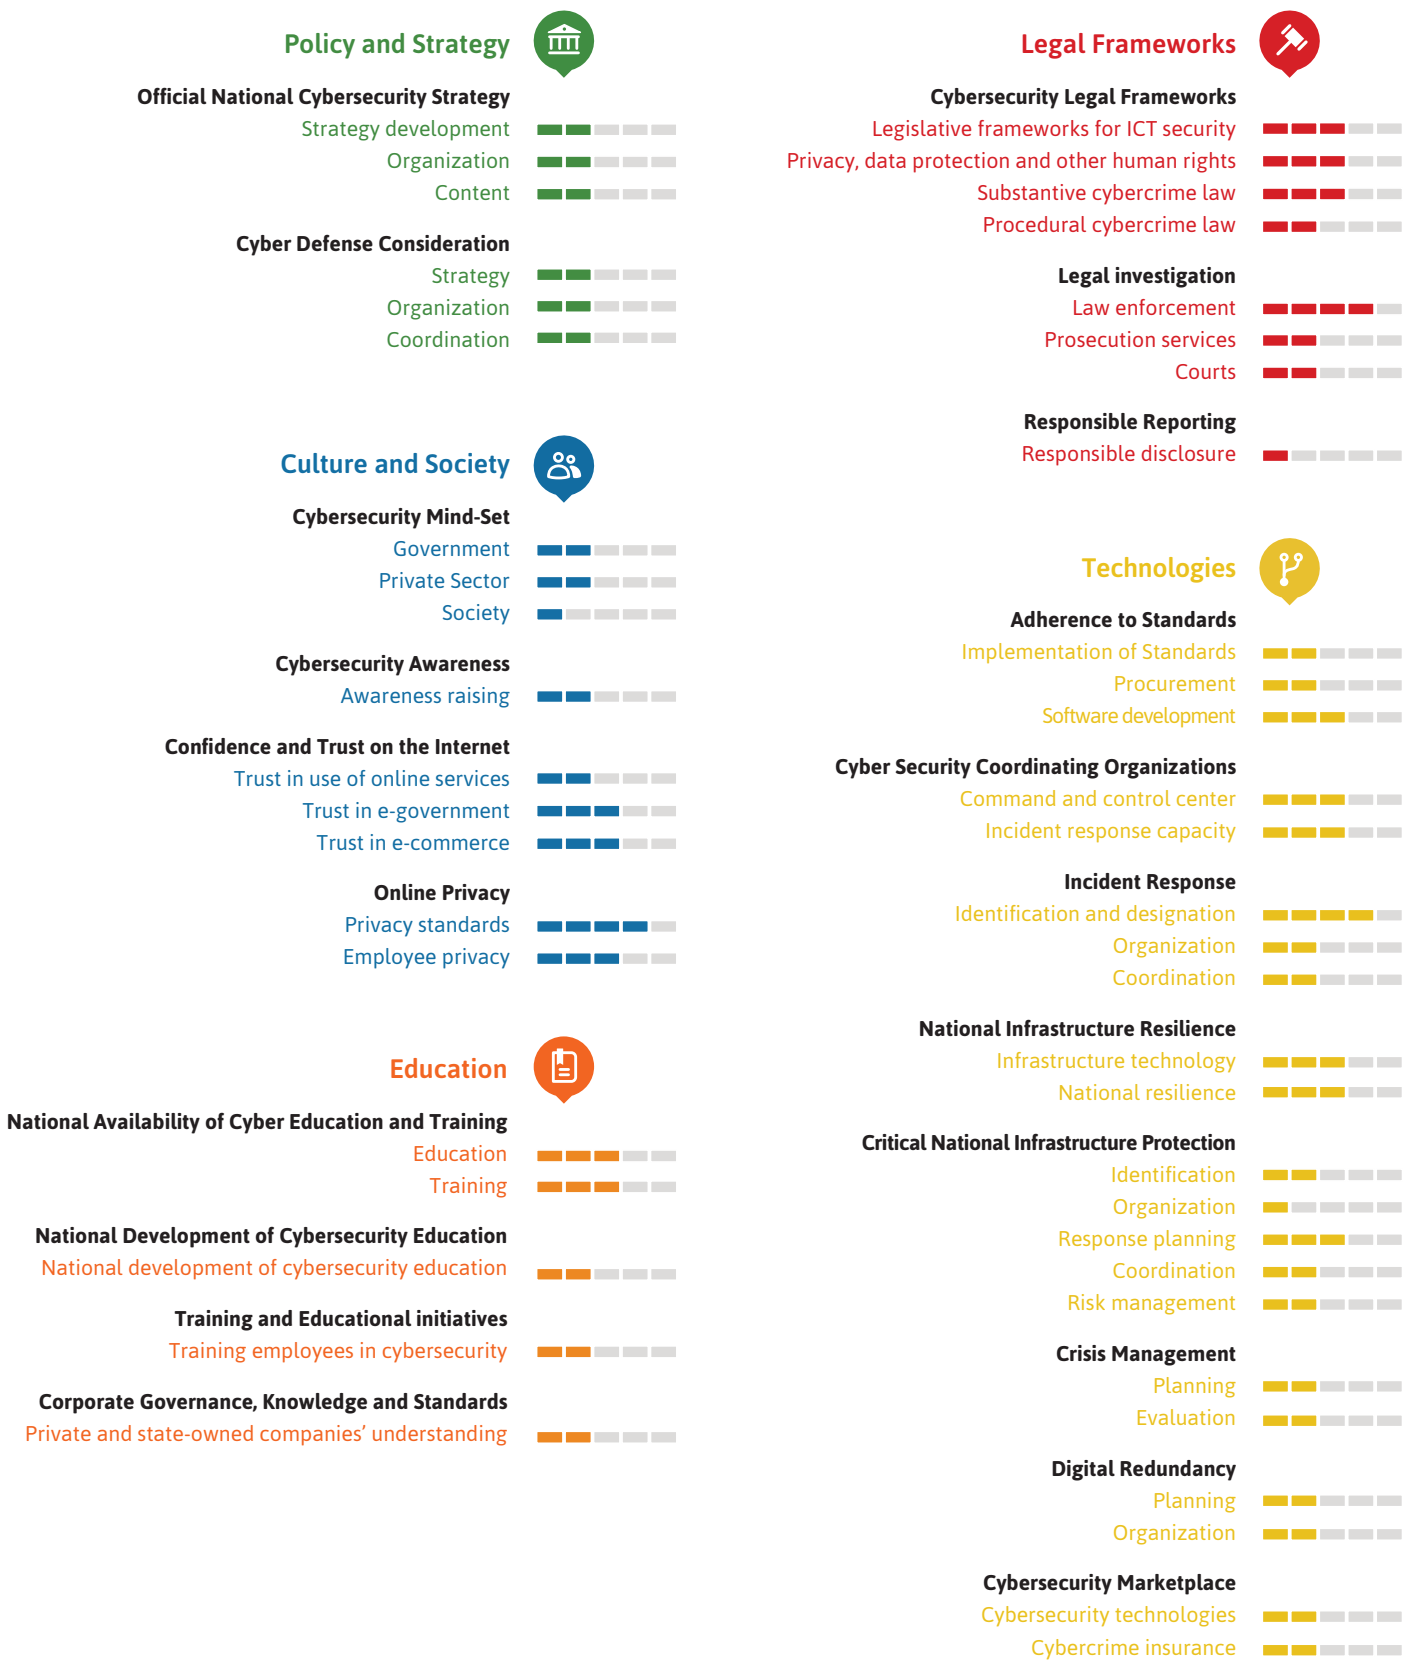 Policy and Strategy
Official National Cybersecurity Strategy
Strategy development
Organization
Content
Cyber Defense Consideration
Strategy
Organization
Coordination
Culture and Society
Cybersecurity Mind-Set
Government
Private Sector
Society
Cybersecurity Awareness
Awareness raising
Confidence and Trust on the Internet
Trust in use of online services
Trust in e-government
Trust in e-commerce
Online Privacy
Privacy standards
Employee privacy
Education
National Availability of Cyber Education and Training
Education
Training
National Development of Cybersecurity Education
National development of cybersecurity education
Training and Educational initiatives
Training employees in cybersecurity
Corporate Governance, Knowledge and Standards
Private and state-owned companies’ understanding
Legal Frameworks
Cybersecurity Legal Frameworks
Legislative frameworks for ICT security
Privacy, data protection and other human rights
Substantive cybercrime law
Procedural cybercrime law
Legal investigation
Law enforcement
Prosecution services
Courts
Responsible Reporting
Responsible disclosure
Technologies
Adherence to Standards
Implementation of Standards
Procurement
Software development
Cyber Security Coordinating Organizations
Command and control center
Incident response capacity
Incident Response
Identification and designation
Organization
Coordination
National Infrastructure Resilience
Infrastructure technology
National resilience
Critical National Infrastructure Protection
Identification
Organization
Response planning
Coordination
Risk management
Crisis Management
Planning
Evaluation
Digital Redundancy
Planning
Organization
Cybersecurity Marketplace
Cybersecurity technologies
Cybercrime insurance